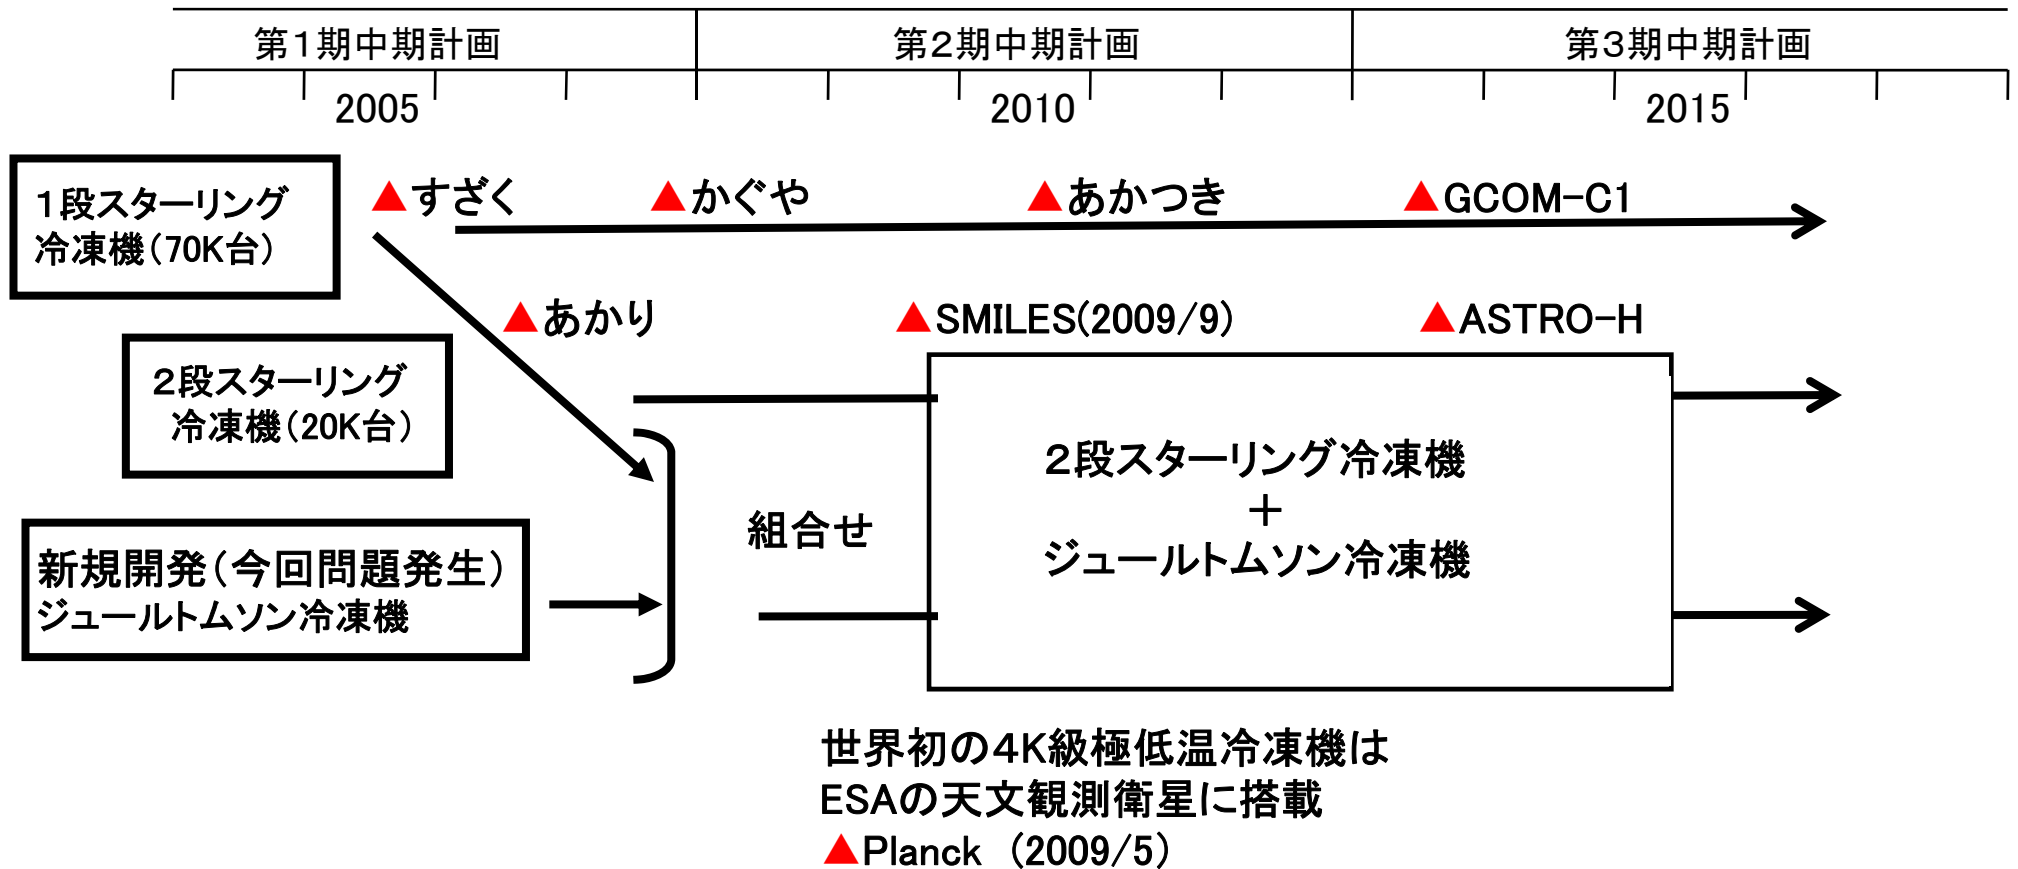 第１期中期計画
第２期中期計画
第３期中期計画
2005
2010
2015
１段スターリング
冷凍機（70K台）
▲すざく
▲かぐや
▲あかつき
▲GCOM-C1
▲あかり
▲SMILES(2009/9)
▲ASTRO-H
２段スターリング
冷凍機（20K台）
新規開発（今回問題発生）
ジュールトムソン冷凍機
組合せ
２段スターリング冷凍機
＋
ジュールトムソン冷凍機
世界初の４K級極低温冷凍機は
ESAの天文観測衛星に搭載
▲Planck （2009/5）